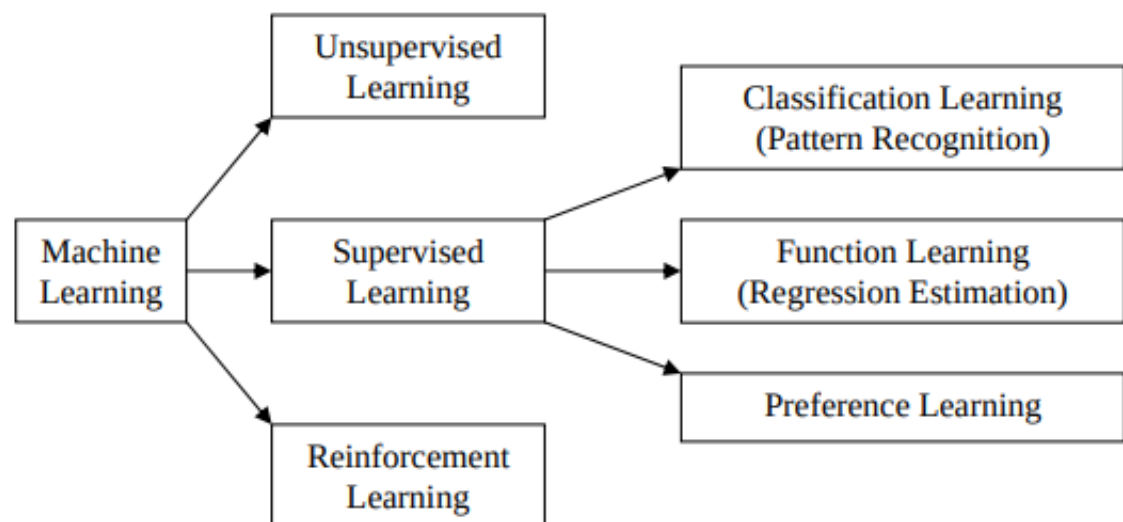 Machine
Learning
Unsupervised
Learning
Supervised
Learning
Reinforcement
Learning
Classification Learning
(Pattern Recognition)
Function Learning
(Regression Estimation)
Preference Learning